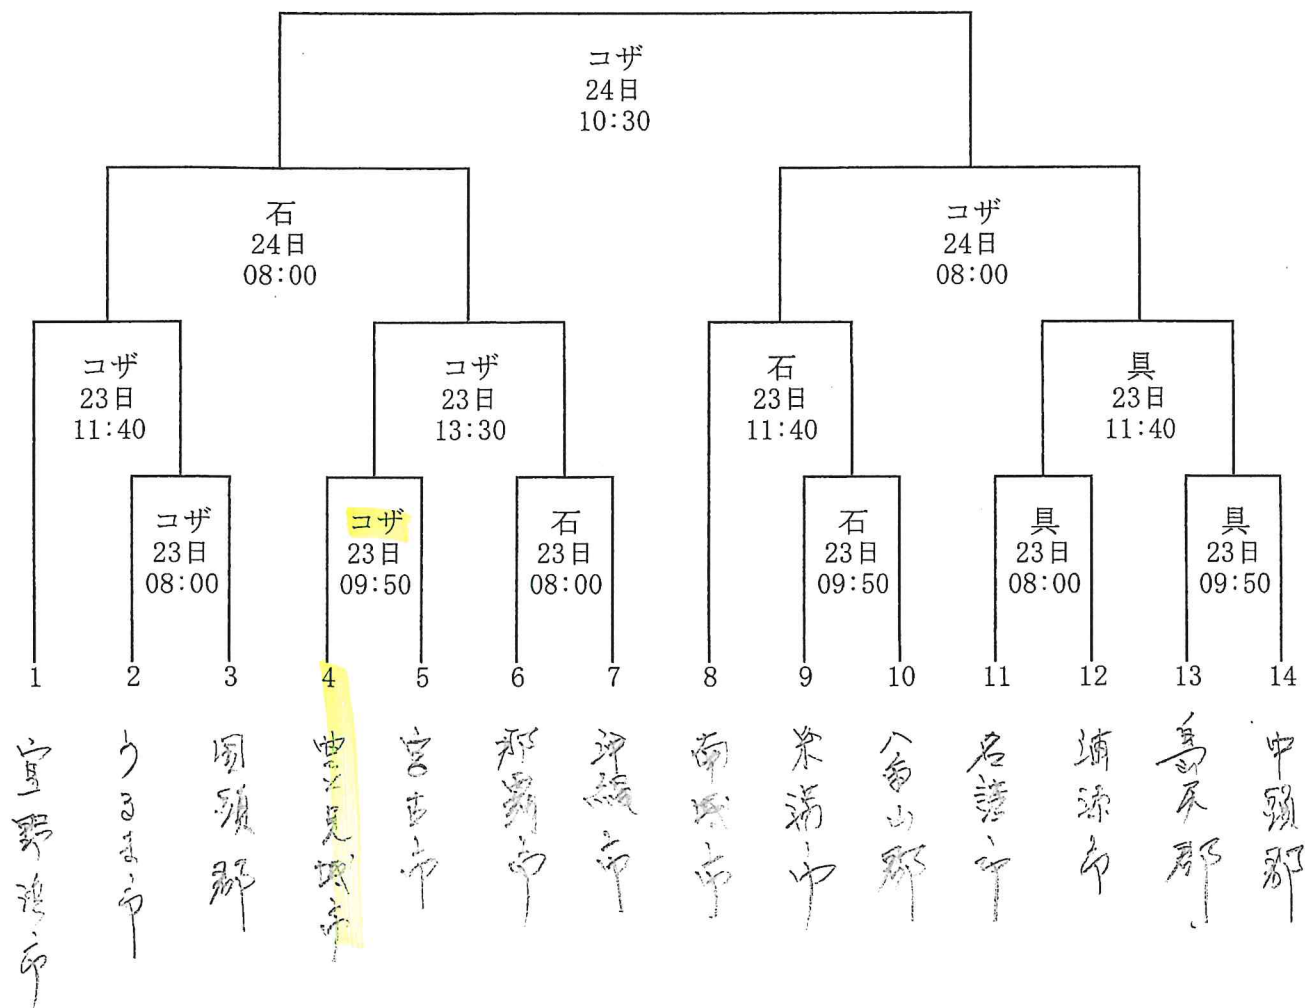 コザ
24日
10:30
石
24日
08:00
コザ
24日
08:00
コザ
23日
11:40
コザ
23日
13:30
石
23日
11:40
具
23日
11:40
コザ
23日
08:00
コザ
23日
09:50
石
23日
08:00
石
23日
09:50
具
23日
08:00
具
23日
09:50
1
2
3
4
5
6
7
8
9
10
11
12
13
14
宜野湾市
うるま市
国頭郡
豊見城市
宮古市
那覇市
沖縄市
南城市
糸満市
八重山郡
名護市
浦添市
島尻郡
中頭郡